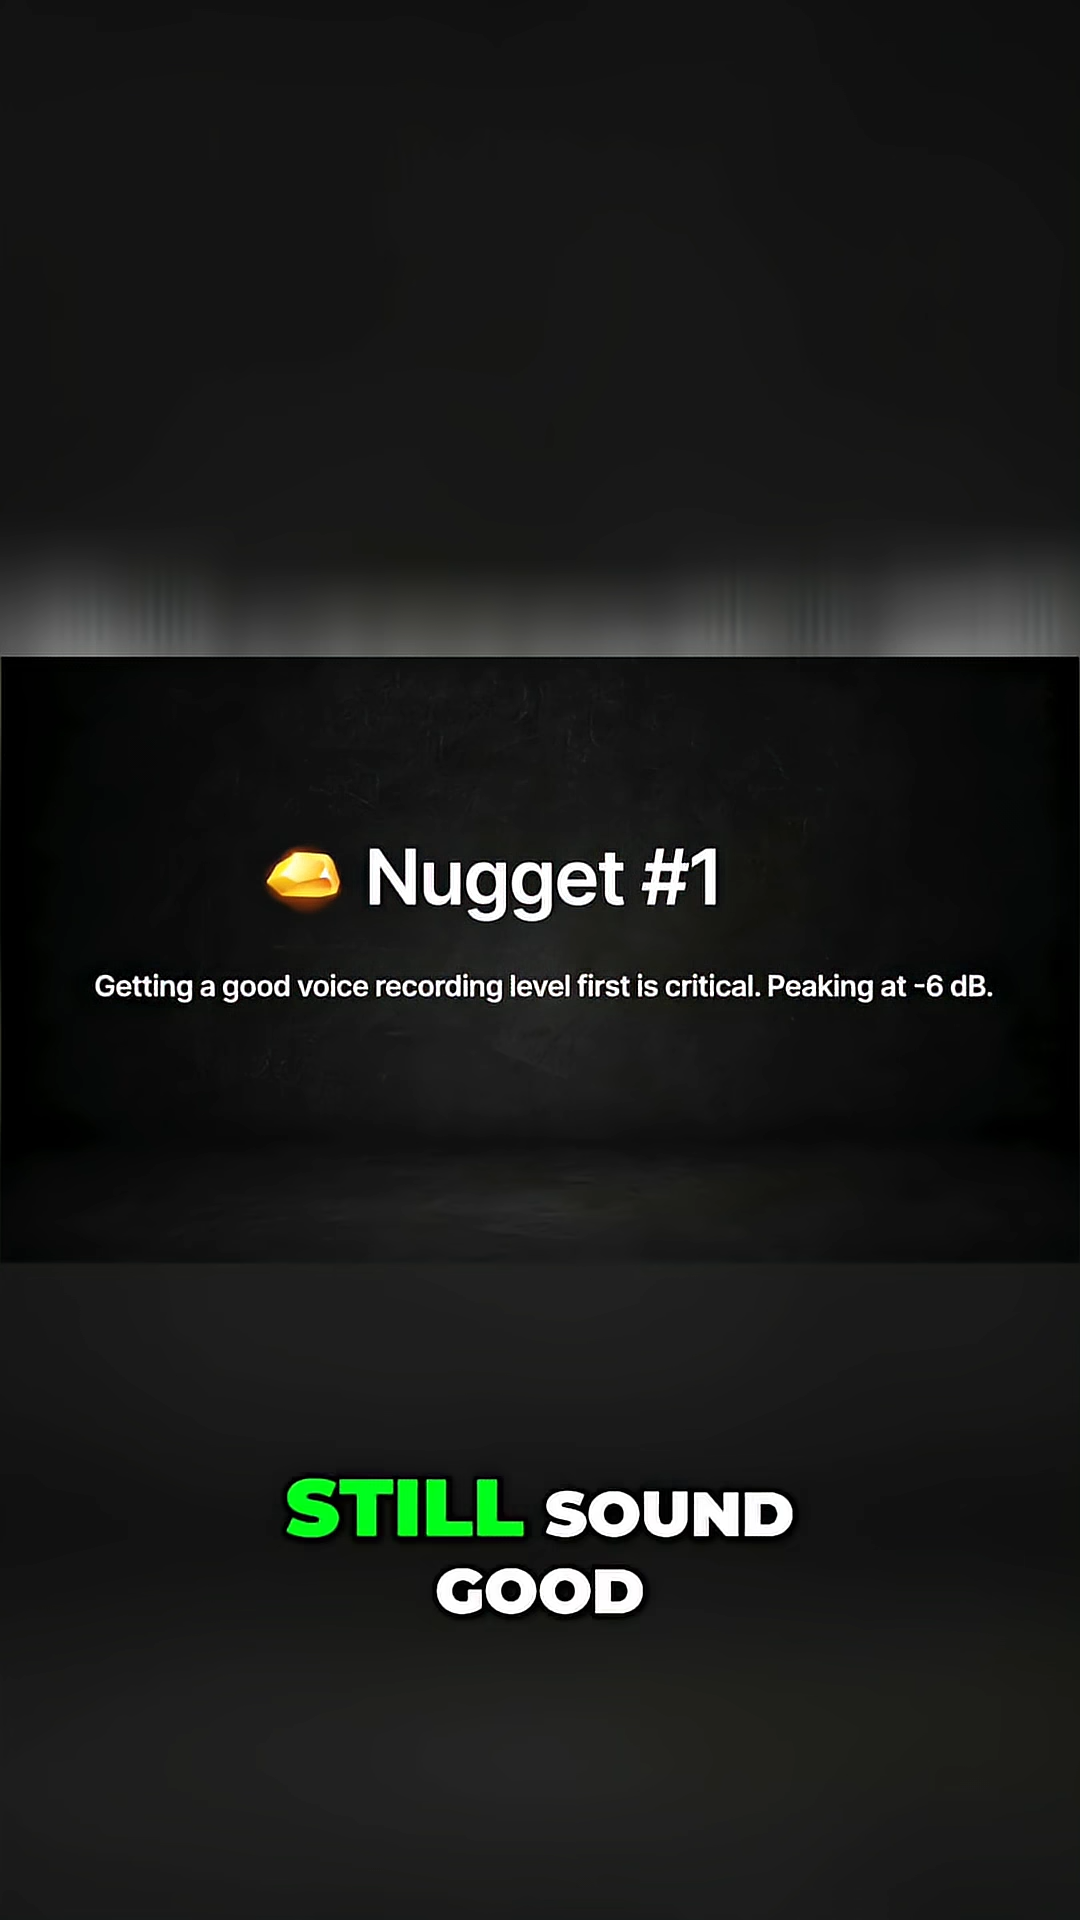 Nugget #1
Getting a good voice recording level first is critical. Peaking at -6 dB.
STILL SOUND
GOOD